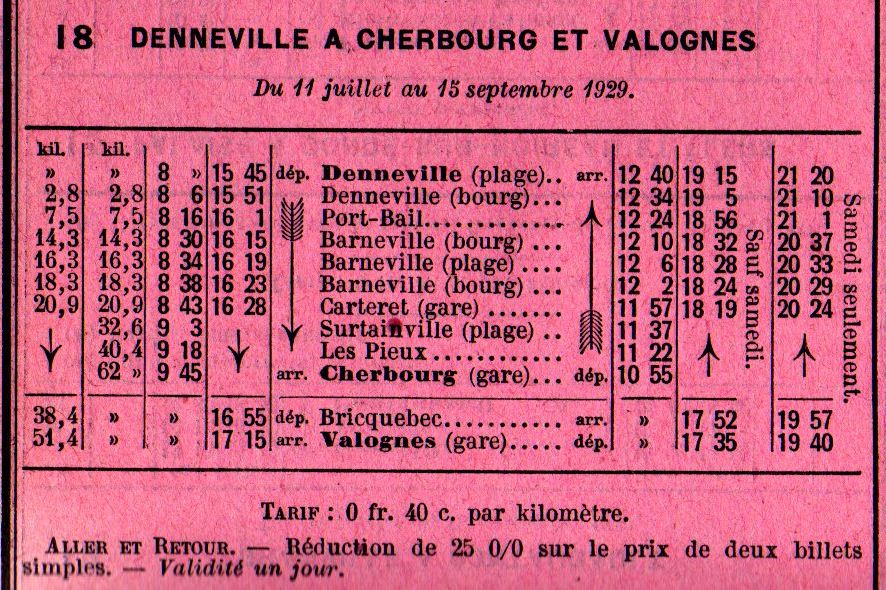 18 DENNEVILLE A CHERBOURG ET VALOGNES
Du 11 juillet au 15 septembre 1929.
kil. kil.
» » 8 » 15 45 dép. Denneville (plage).. arr. 12 40 19 15 21 20
2,8 2,8 8 6 15 51 Denneville (bourg)... 12 34 19 5 21 10
7,5 7,5 8 16 16 1 Port-Bail.............. 12 24 18 56 21 1
14,3 14,3 8 30 16 15 Barneville (bourg) ... 12 10 18 32 20 37
16,3 16,3 8 34 16 19 Barneville (plage) .... 12 6 18 28 20 33
18,3 18,3 8 38 16 23 Barneville (bourg) ... 12 2 18 24 20 29
20,9 20,9 8 43 16 28 Carteret (gare) ....... 11 57 18 19 20 24
32,6 9 3 Surtainville (plage) .. 11 37
40,4 9 18 Les Pieux............ 11 22
62 » 9 45 arr. Cherbourg (gare)... dép. 10 55
Sauf samedi.
Samedi seulement.
38,4 » » 16 55 dép. Bricquebec........... arr. » 17 52 19 57
51,4 » » 17 15 arr. Valognes (gare)..... dép. » 17 35 19 40
TARIF : 0 fr. 40 c. par kilomètre.
ALLER ET RETOUR. — Réduction de 25 0/0 sur le prix de deux billets
simples. — Validité un jour.